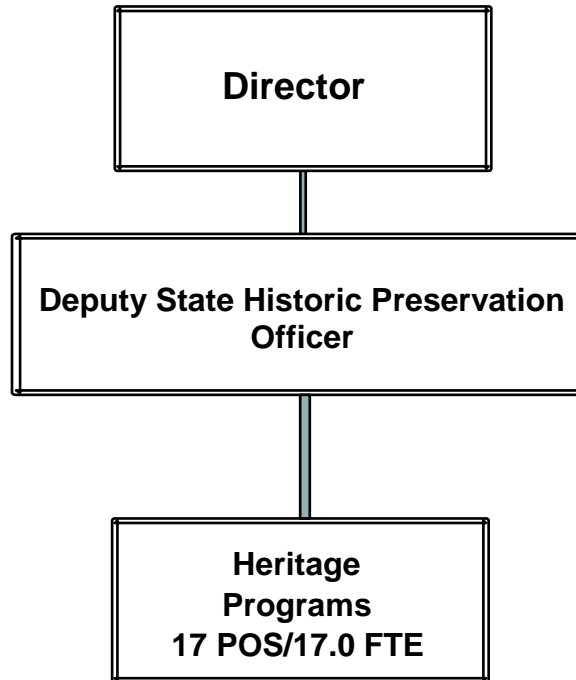 Director
Deputy State Historic Preservation
Officer
Heritage
Programs
17 POS/17.0 FTE